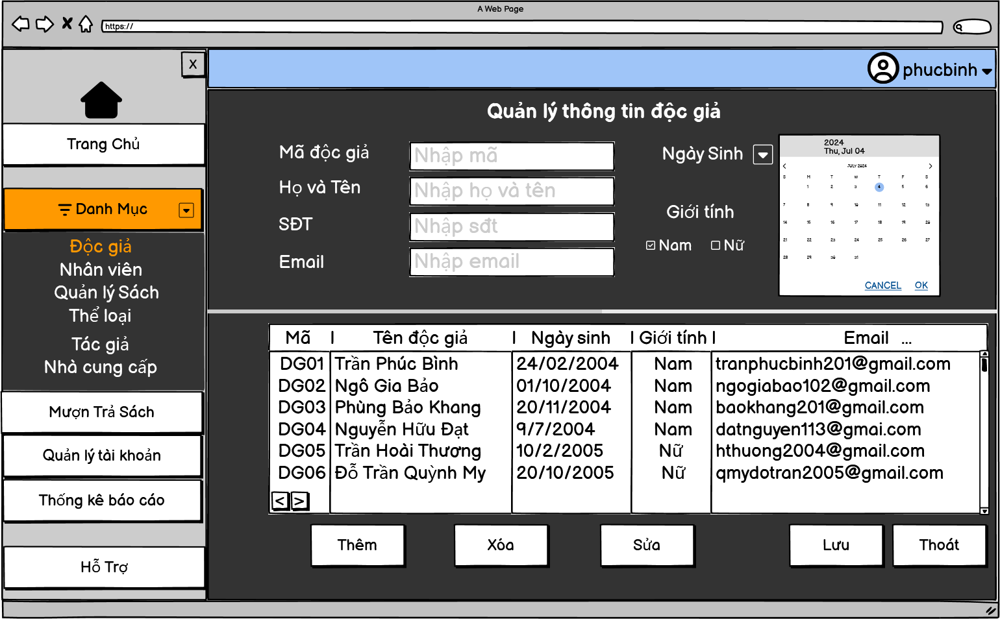 A Web Page
https://
X
phucbinh
Trang Chủ
Danh Mục
Độc giả
Nhân viên
Quản lý Sách
Thể loại
Tác giả
Nhà cung cấp
Mượn Trả Sách
Quản lý tài khoản
Thống kê báo cáo
Hỗ Trợ
Quản lý thông tin độc giả
Mã độc giả Nhập mã
Họ và Tên Nhập họ và tên
SĐT Nhập sđt
Email Nhập email
Ngày Sinh
Giới tính
Nam Nữ
2024
Thu, Jul 04
< JULY 2024 >
S M T W T F S
1 2 3 4 5 6
7 8 9 10 11 12 13
14 15 16 17 18 19 20
21 22 23 24 25 26 27
28 29 30 31
CANCEL OK
Mã | Tên độc giả | Ngày sinh | Giới tính | Email ...
DG01 Trần Phúc Bình 24/02/2004 Nam tranphucbinh201@gmail.com
DG02 Ngô Gia Bảo 01/10/2004 Nam ngogiabao102@gmail.com
DG03 Phùng Bảo Khang 20/11/2004 Nam baokhang201@gmail.com
DG04 Nguyễn Hữu Đạt 9/7/2004 Nam datnguyen113@gmai.com
DG05 Trần Hoài Thương 10/2/2005 Nữ hthuong2004@gmail.com
DG06 Đỗ Trần Quỳnh My 20/10/2005 Nữ qmydotran2005@gmail.com
< >
Thêm Xóa Sửa Lưu Thoát